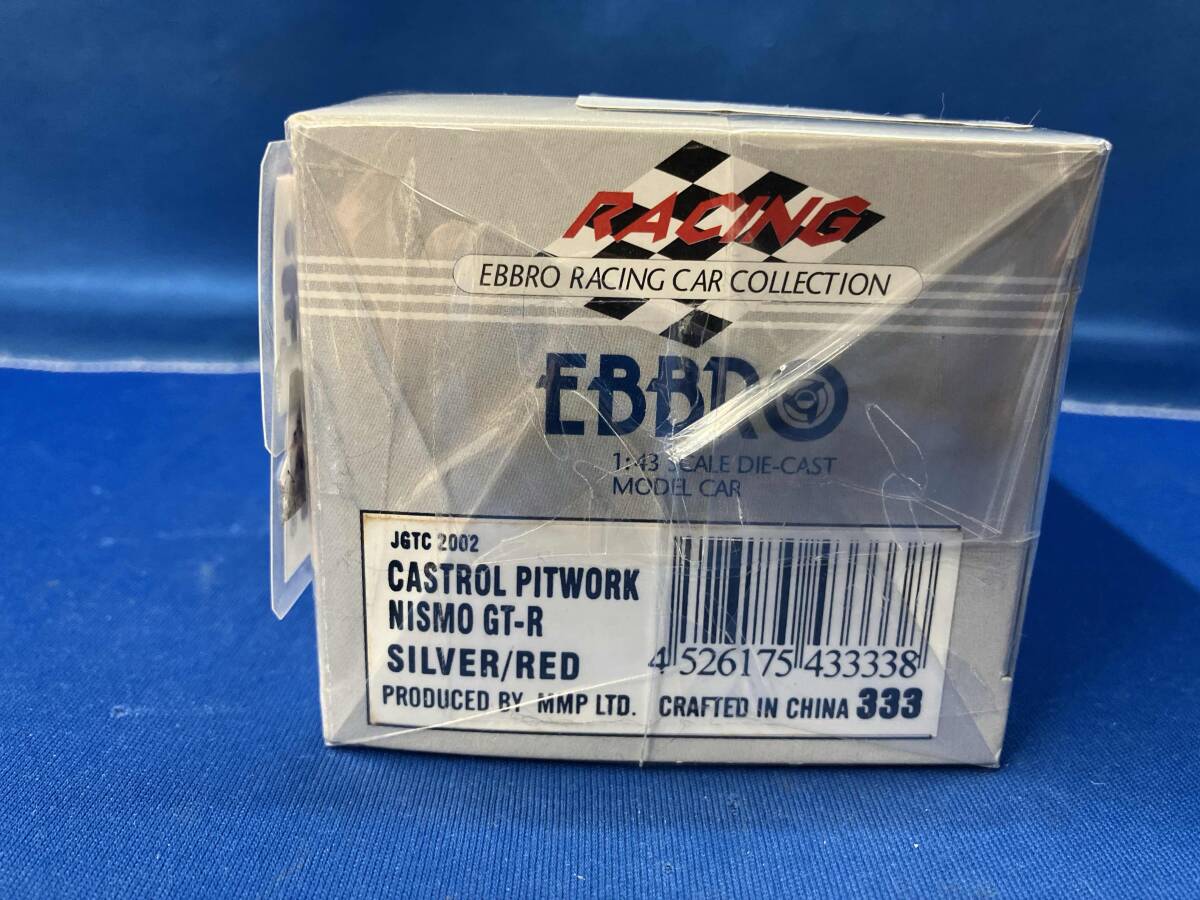 RACING
EBBRO RACING CAR COLLECTION
EBBRO
1:43 SCALE DIE-CAST
MODEL CAR
JGTC 2002
CASTROL PITWORK
NISMO GT-R
SILVER/RED
4 526175 433338
PRODUCED BY MMP LTD. CRAFTED IN CHINA 333